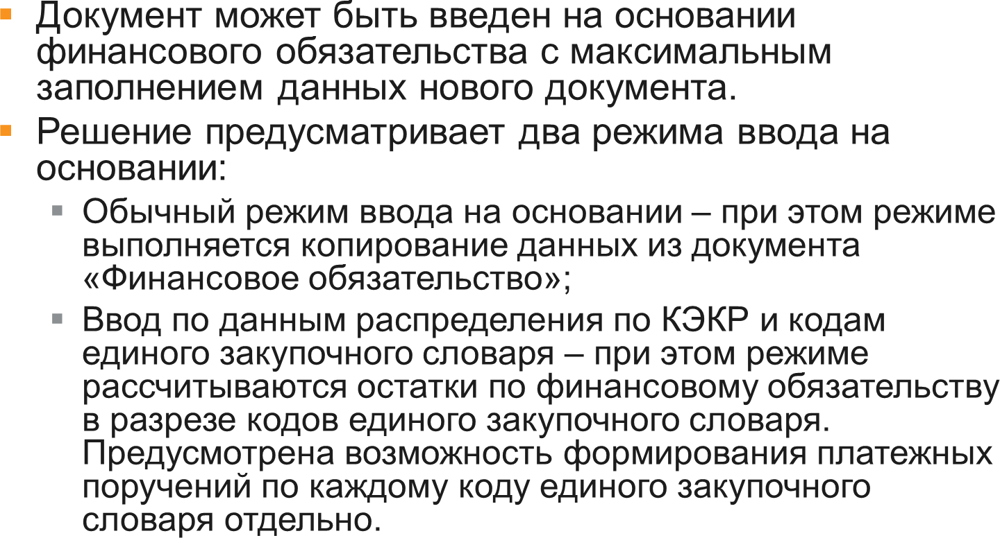 Документ может быть введен на основании
финансового обязательства с максимальным
заполнением данных нового документа.
Решение предусматривает два режима ввода на
основании:
Обычный режим ввода на основании – при этом режиме
выполняется копирование данных из документа
«Финансовое обязательство»;
Ввод по данным распределения по КЭКР и кодам
единого закупочного словаря – при этом режиме
рассчитываются остатки по финансовому обязательству
в разрезе кодов единого закупочного словаря.
Предусмотрена возможность формирования платежных
поручений по каждому коду единого закупочного
словаря отдельно.